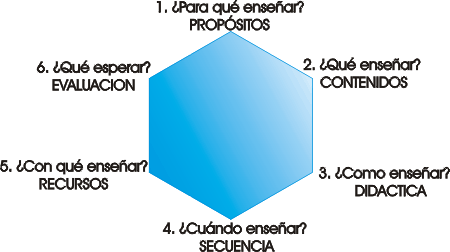 1. ¿Para qué enseñar?
PROPÓSITOS
2. ¿Qué enseñar?
CONTENIDOS
3. ¿Como enseñar?
DIDACTICA
4. ¿Cuándo enseñar?
SECUENCIA
5. ¿Con qué enseñar?
RECURSOS
6. ¿Qué esperar?
EVALUACION